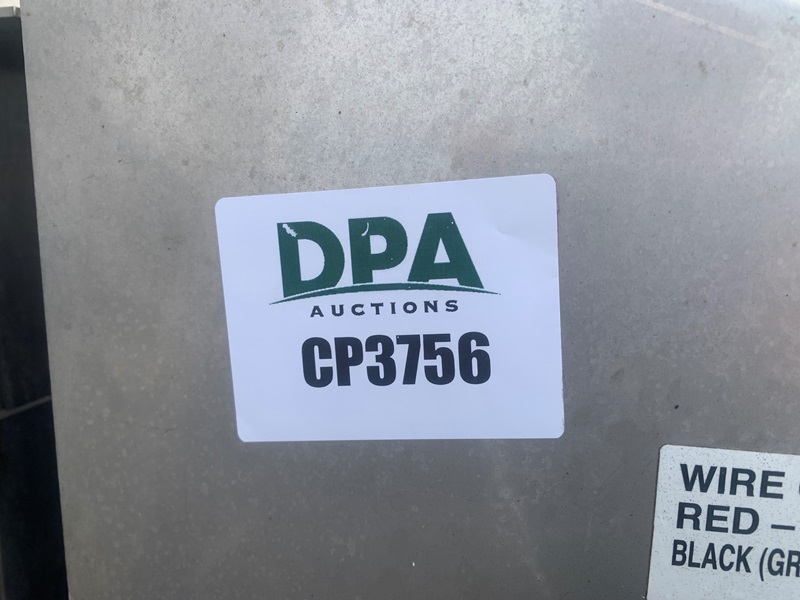 DPA
AUCTIONS
CP3756
WIRE
RED –
BLACK (GR